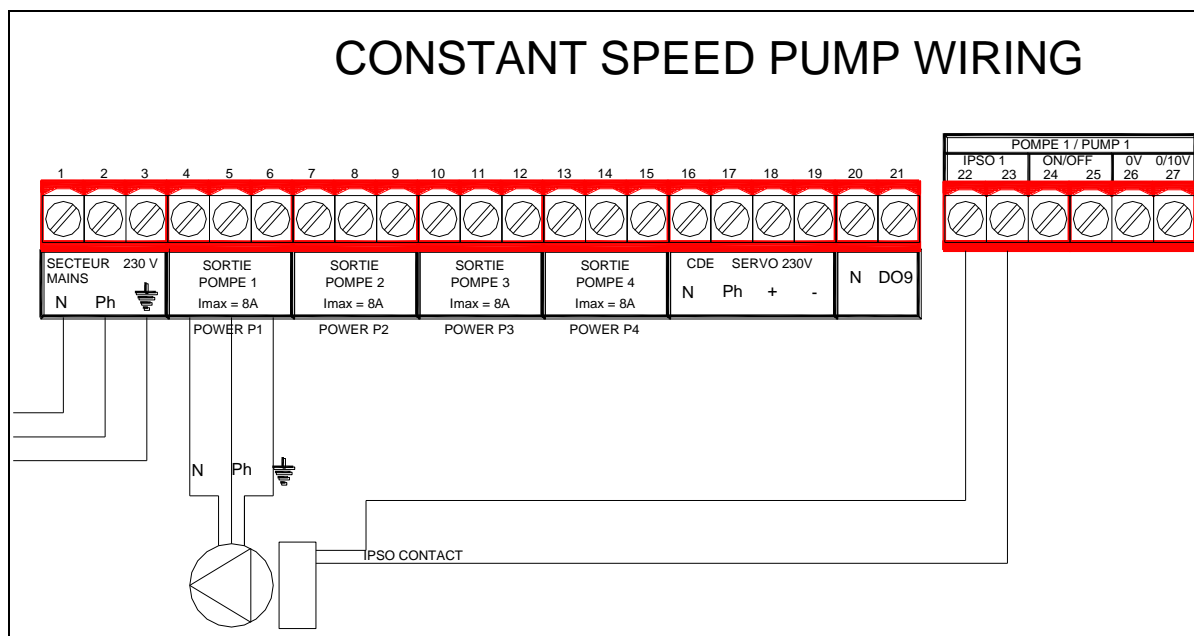 CONSTANT SPEED PUMP WIRING
POMPE 1 / PUMP 1
IPSO 1 ON/OFF 0V 0/10V
1 2 3 4 5 6 7 8 9 10 11 12 13 14 15 16 17 18 19 20 21 22 23 24 25 26 27
SECTEUR 230 V
MAINS
N Ph
SORTIE
POMPE 1
Imax = 8A
SORTIE
POMPE 2
Imax = 8A
SORTIE
POMPE 3
Imax = 8A
SORTIE
POMPE 4
Imax = 8A
CDE SERVO 230V
N Ph + -
N DO9
POWER P1 POWER P2 POWER P3 POWER P4
N Ph
IPSO CONTACT